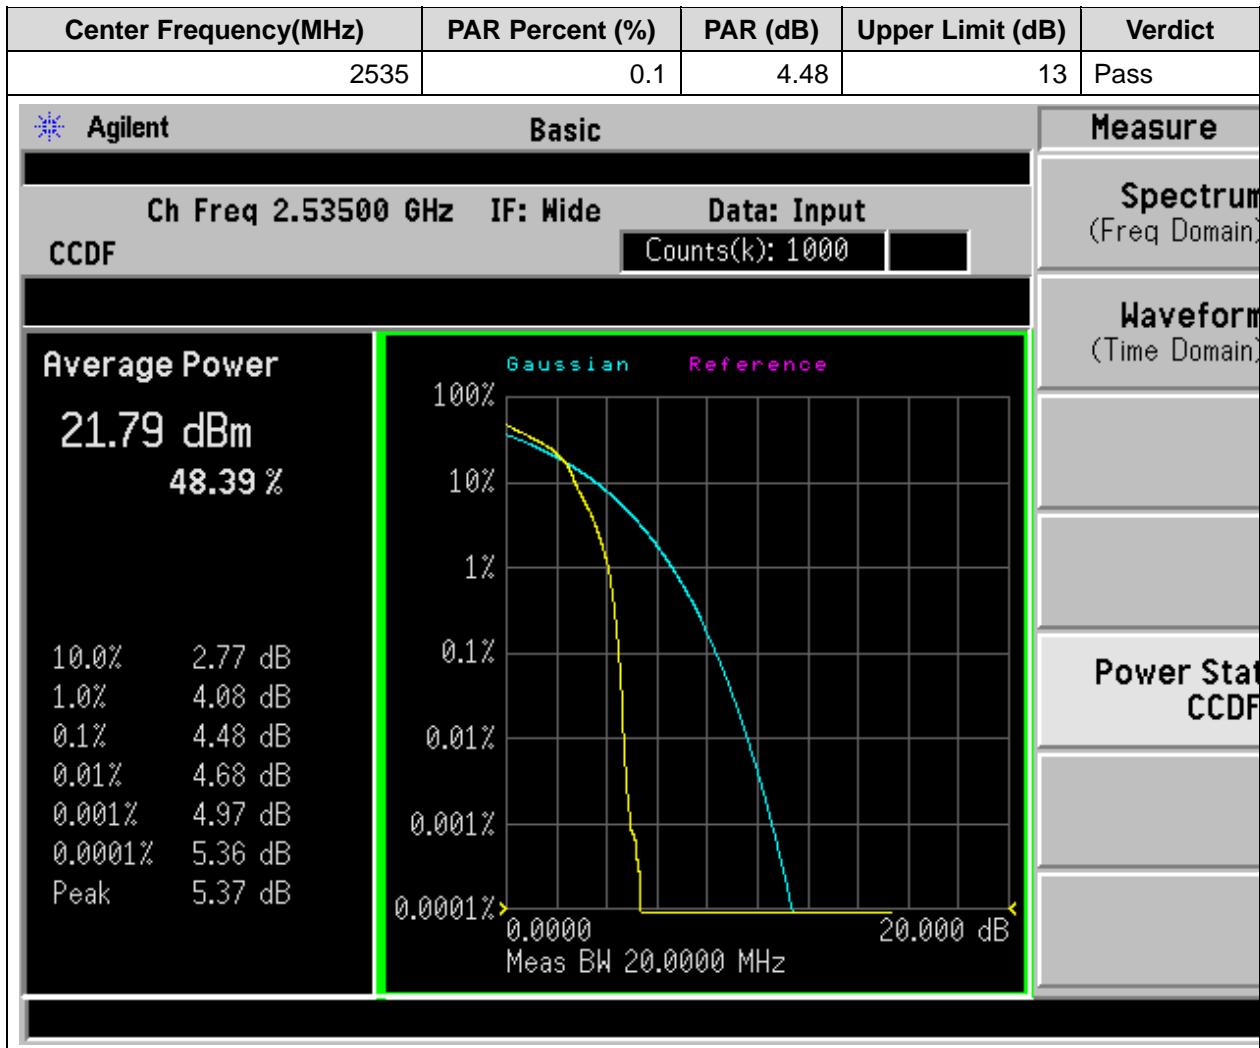 Center Frequency(MHz) PAR Percent (%) PAR (dB) Upper Limit (dB) Verdict
2535 0.1 4.48 13 Pass
Agilent Basic Measure
Ch Freq 2.53500 GHz IF: Wide Data: Input
CCDF Counts(k): 1000
Average Power
21.79 dBm
48.39 %
10.0% 2.77 dB
1.0% 4.08 dB
0.1% 4.48 dB
0.01% 4.68 dB
0.001% 4.97 dB
0.0001% 5.36 dB
Peak 5.37 dB
Gaussian Reference
100%
10%
1%
0.1%
0.01%
0.001%
0.0001%
0.0000 20.000 dB
Meas BW 20.0000 MHz
Spectrum
(Freq Domain)
Waveform
(Time Domain)
Power Stat
CCDF